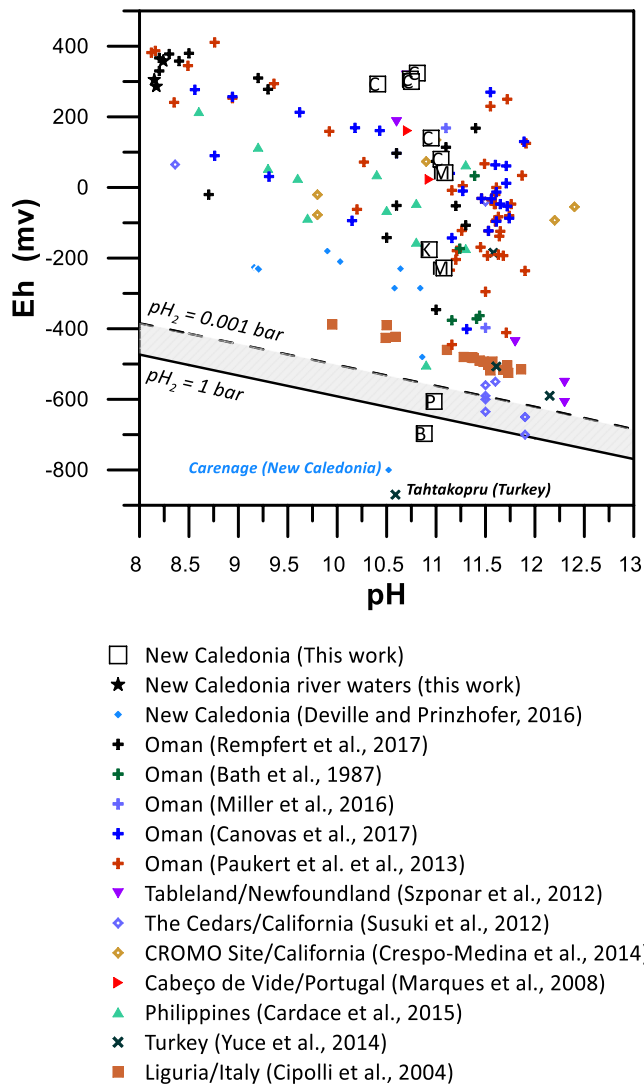 400
200
0
-200
-400
-600
-800
Eh (mv)
C
C
C
C
C
M
K
M
P
B
pH2 = 0.001 bar
pH2 = 1 bar
Carenage (New Caledonia)
Tahtakopru (Turkey)
8 8.5 9 9.5 10 10.5 11 11.5 12 12.5 13
pH
New Caledonia (This work)
New Caledonia river waters (this work)
New Caledonia (Deville and Prinzhofer, 2016)
Oman (Rempfert et al., 2017)
Oman (Bath et al., 1987)
Oman (Miller et al., 2016)
Oman (Canovas et al., 2017)
Oman (Paukert et al. et al., 2013)
Tableland/Newfoundland (Szponar et al., 2012)
The Cedars/California (Susuki et al., 2012)
CROMO Site/California (Crespo-Medina et al., 2014)
Cabeço de Vide/Portugal (Marques et al., 2008)
Philippines (Cardace et al., 2015)
Turkey (Yuce et al., 2014)
Liguria/Italy (Cipolli et al., 2004)